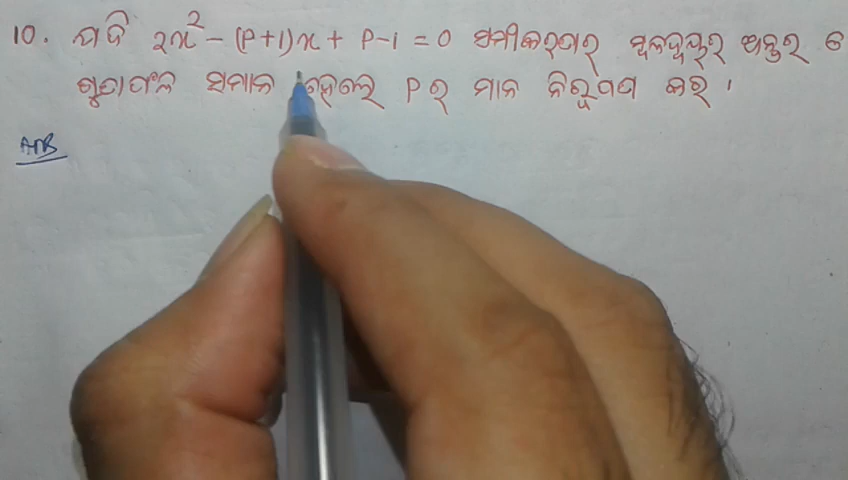 10. ଯଦି 2x² - (P+1)x + P-1 = 0 ସମୀକରଣର ମୂଳଦ୍ୱୟର ଅନ୍ତର ଓ
ଗୁଣଫଳ ସମାନ ହେଲେ P ର ମାନ ନିରୂପଣ କର ।
Ans